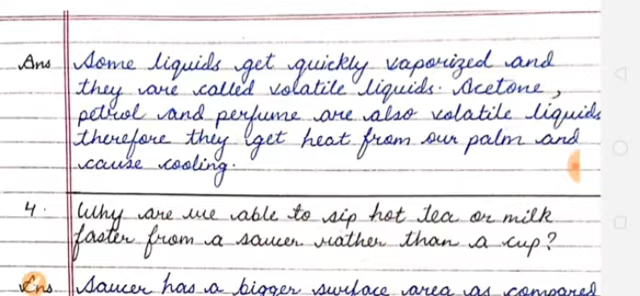 Ans Some liquids get quickly vaporized and
they are called volatile liquids. Acetone,
petrol and perfume are also volatile liquids
therefore they get heat from our palm and
cause cooling.
4. Why are we able to sip hot tea or milk
faster from a saucer rather than a cup?
Ans. Saucer has a bigger surface area as compared